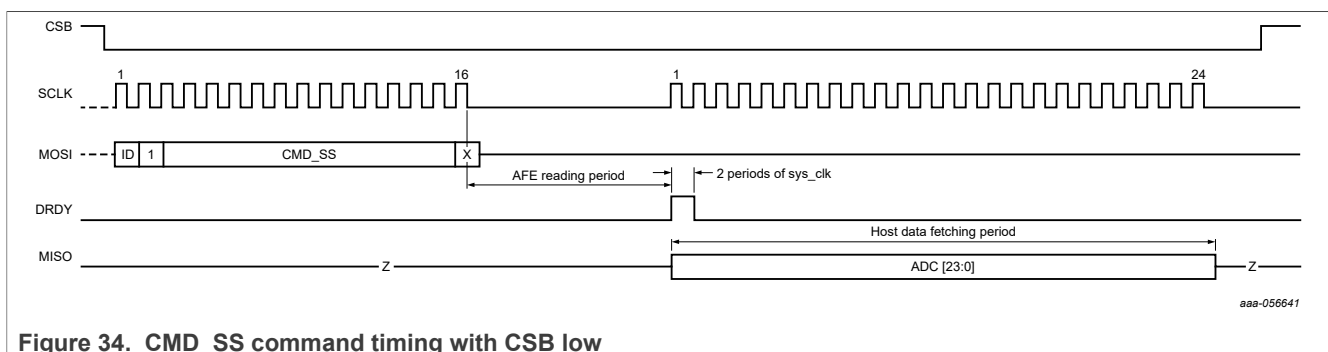 CSB
1 16 1 24
SCLK
MOSI ID 1 CMD_SS X
AFE reading period 2 periods of sys_clk
DRDY
Host data fetching period
MISO Z ADC [23:0] Z
aaa-056641
Figure 34. CMD_SS command timing with CSB low